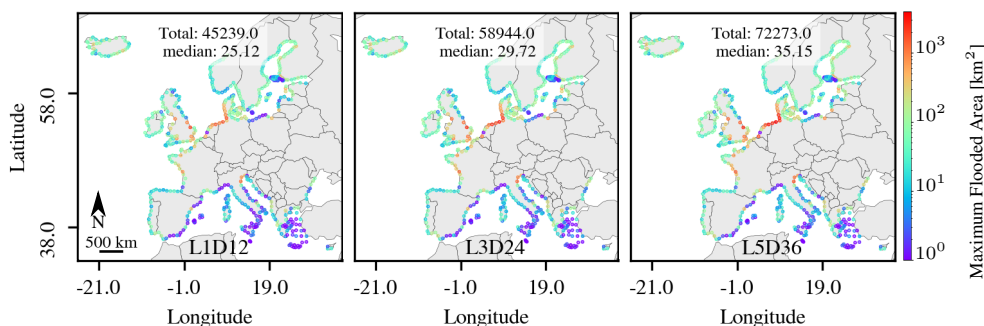 Total: 45239.0
median: 25.12
Total: 58944.0
median: 29.72
Total: 72273.0
median: 35.15
Latitude
58.0
38.0
N
500 km
L1D12
L3D24
L5D36
-21.0 -1.0 19.0
-21.0 -1.0 19.0
-21.0 -1.0 19.0
Longitude
Longitude
Longitude
10³
10²
10¹
10⁰
Maximum Flooded Area [km²]